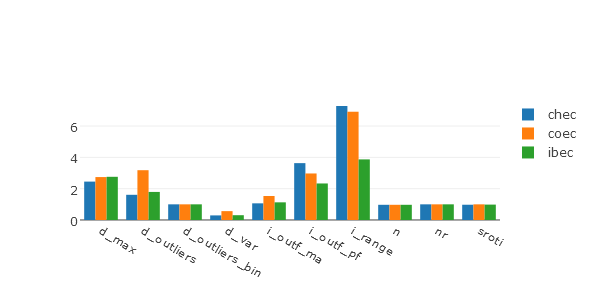 6
4
2
0
d_max
d_outliers
d_outliers_bin
d_var
i_outf_ma
i_outf_pf
i_range
n
nr
sroti
chec
coec
ibec